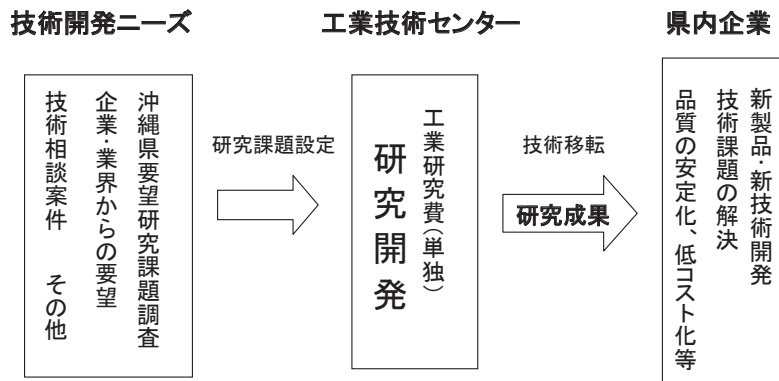 技術開発ニーズ
工業技術センター
県内企業
沖縄県要望研究課題調査
企業・業界からの要望
技術相談案件　その他
研究課題設定
工業研究費(単独)
研究開発
技術移転
研究成果
新製品・新技術開発
技術課題の解決
品質の安定化、低コスト化等